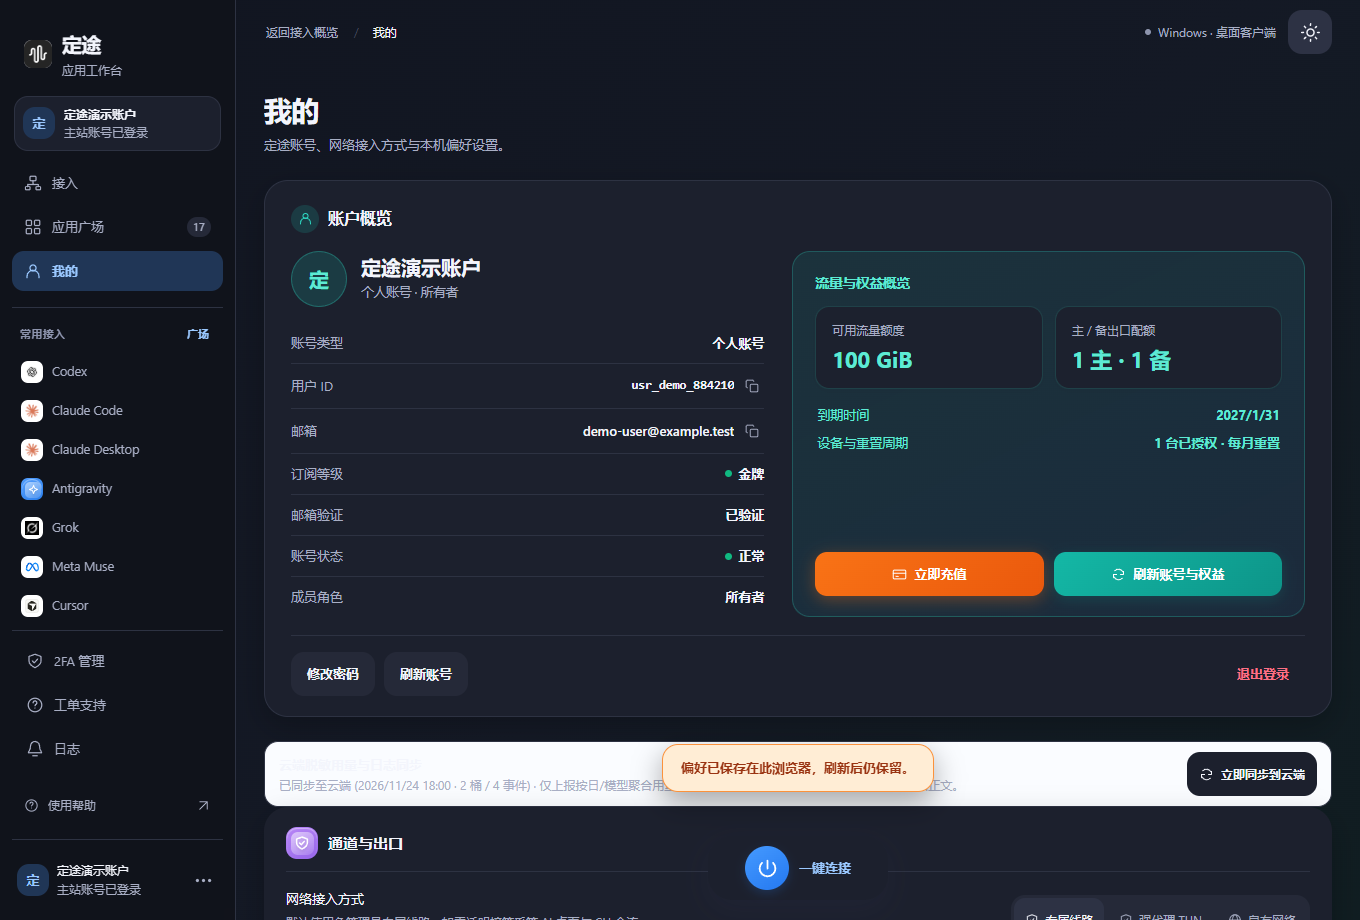 定途
应用工作台
定 定途演示账户
主站账号已登录
接入
应用广场 17
我的
常用接入 广场
Codex
Claude Code
Claude Desktop
Antigravity
Grok
Meta Muse
Cursor
2FA 管理
工单支持
日志
使用帮助
定 定途演示账户
主站账号已登录
返回接入概览 / 我的
Windows · 桌面客户端
我的
定途账号、网络接入方式与本机偏好设置。
账户概览
定 定途演示账户
个人账号 · 所有者
账号类型 个人账号
用户 ID usr_demo_884210
邮箱 demo-user@example.test
订阅等级 金牌
邮箱验证 已验证
账号状态 正常
成员角色 所有者
流量与权益概览
可用流量额度
100 GiB
主 / 备出口配额
1 主 · 1 备
到期时间 2027/1/31
设备与重置周期 1 台已授权 · 每月重置
立即充值
刷新账号与权益
修改密码
刷新账号
退出登录
已同步至云端 (2026/11/24 18:00 · 2 桶 / 4 事件) · 仅上报按日/模型聚合用 正文。
偏好已保存在此浏览器，刷新后仍保留。
立即同步到云端
通道与出口
一键连接
网络接入方式